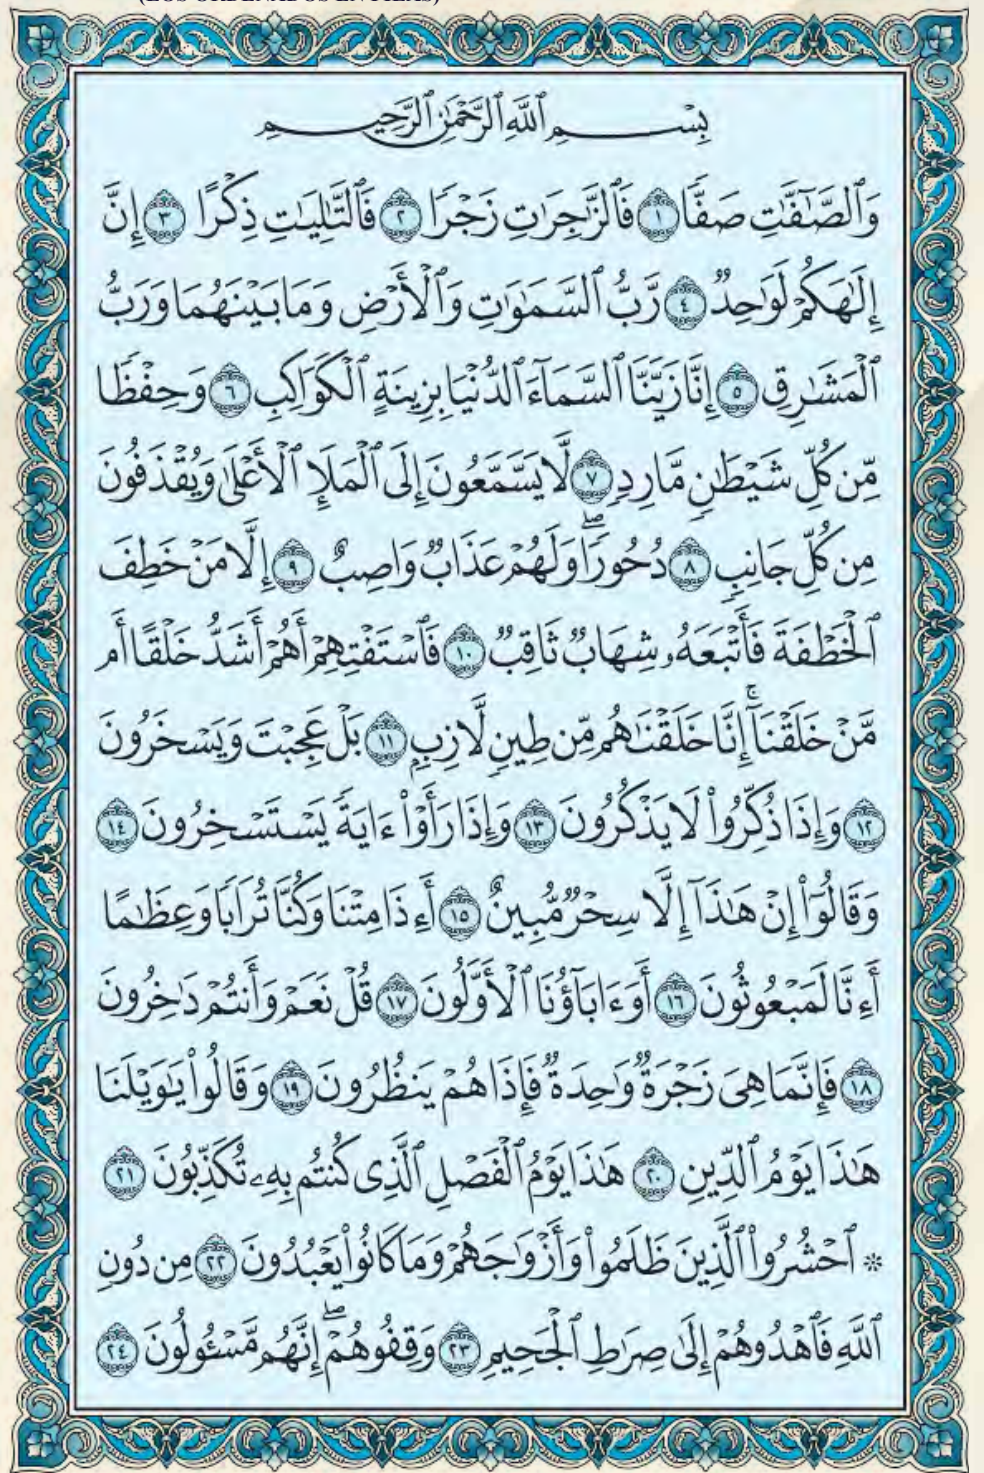 (LOS ORDENADOS EN FILAS)
بِسْمِ ٱللَّهِ ٱلرَّحْمَٰنِ ٱلرَّحِيمِ
وَٱلصَّٰٓفَّٰتِ صَفًّا ١ فَٱلزَّٰجِرَٰتِ زَجْرًا ٢ فَٱلتَّٰلِيَٰتِ ذِكْرًا ٣ إِنَّ
إِلَٰهَكُمْ لَوَٰحِدٌ ٤ رَّبُّ ٱلسَّمَٰوَٰتِ وَٱلْأَرْضِ وَمَا بَيْنَهُمَا وَرَبُّ
ٱلْمَشَٰرِقِ ٥ إِنَّا زَيَّنَّا ٱلسَّمَآءَ ٱلدُّنْيَا بِزِينَةٍ ٱلْكَوَاكِبِ ٦ وَحِفْظًا
مِّن كُلِّ شَيْطَٰنٍ مَّارِدٍ ٧ لَّا يَسَّمَّعُونَ إِلَى ٱلْمَلَإِ ٱلْأَعْلَىٰ وَيُقْذَفُونَ
مِن كُلِّ جَانِبٍ ٨ دُحُورًا ۖ وَلَهُمْ عَذَابٌ وَاصِبٌ ٩ إِلَّا مَنْ خَطِفَ
ٱلْخَطْفَةَ فَأَتْبَعَهُۥ شِهَابٌ ثَاقِبٌ ١٠ فَٱسْتَفْتِهِمْ أَهُمْ أَشَدُّ خَلْقًا أَم
مَّنْ خَلَقْنَآ ۚ إِنَّا خَلَقْنَٰهُم مِّن طِينٍ لَّازِبٍۭ ١١ بَلْ عَجِبْتَ وَيَسْخَرُونَ
١٢ وَإِذَا ذُكِّرُوا۟ لَا يَذْكُرُونَ ١٣ وَإِذَا رَأَوْا۟ ءَايَةً يَسْتَسْخِرُونَ ١٤
وَقَالُوٓا۟ إِنْ هَٰذَآ إِلَّا سِحْرٌ مُّبِينٌ ١٥ أَءِذَا مِتْنَا وَكُنَّا تُرَابًا وَعِظَٰمًا
أَءِنَّا لَمَبْعُوثُونَ ١٦ أَوَءَابَآؤُنَا ٱلْأَوَّلُونَ ١٧ قُلْ نَعَمْ وَأَنتُمْ دَٰخِرُونَ
١٨ فَإِنَّمَا هِىَ زَجْرَةٌ وَٰحِدَةٌ فَإِذَا هُمْ يَنظُرُونَ ١٩ وَقَالُوا۟ يَٰوَيْلَنَا
هَٰذَا يَوْمُ ٱلدِّينِ ٢٠ هَٰذَا يَوْمُ ٱلْفَصْلِ ٱلَّذِى كُنتُم بِهِۦ تُكَذِّبُونَ ٢١
۞ ٱحْشُرُوا۟ ٱلَّذِينَ ظَلَمُوا۟ وَأَزْوَٰجَهُمْ وَمَا كَانُوا۟ يَعْبُدُونَ ٢٢ مِن دُونِ
ٱللَّهِ فَٱهْدُوهُمْ إِلَىٰ صِرَٰطِ ٱلْجَحِيمِ ٢٣ وَقِفُوهُمْ ۖ إِنَّهُم مَّسْـُٔولُونَ ٢٤